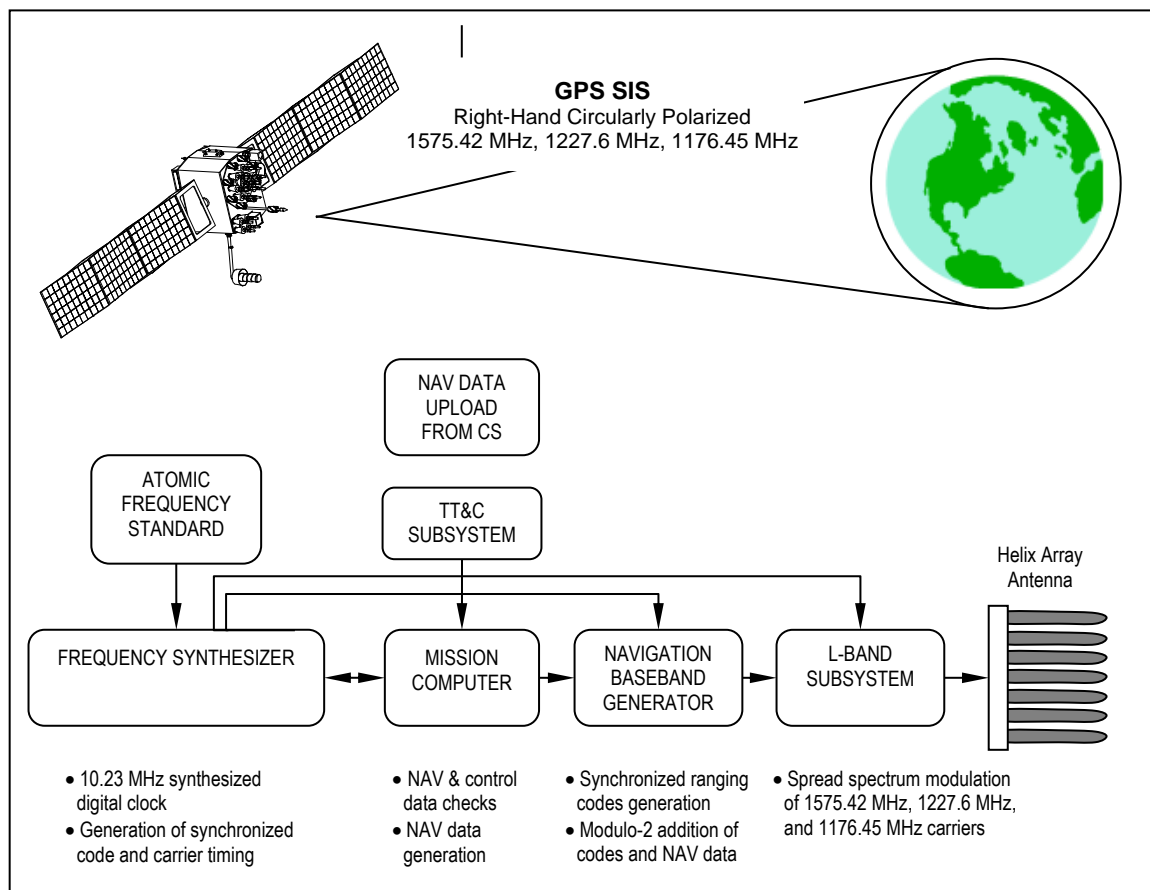 GPS SIS
Right-Hand Circularly Polarized
1575.42 MHz, 1227.6 MHz, 1176.45 MHz
NAV DATA
UPLOAD
FROM CS
ATOMIC
FREQUENCY
STANDARD
TT&C
SUBSYSTEM
Helix Array
Antenna
FREQUENCY SYNTHESIZER
MISSION
COMPUTER
NAVIGATION
BASEBAND
GENERATOR
L-BAND
SUBSYSTEM
• 10.23 MHz synthesized
digital clock
• Generation of synchronized
code and carrier timing
• NAV & control
data checks
• NAV data
generation
• Synchronized ranging
codes generation
• Modulo-2 addition of
codes and NAV data
• Spread spectrum modulation
of 1575.42 MHz, 1227.6 MHz,
and 1176.45 MHz carriers